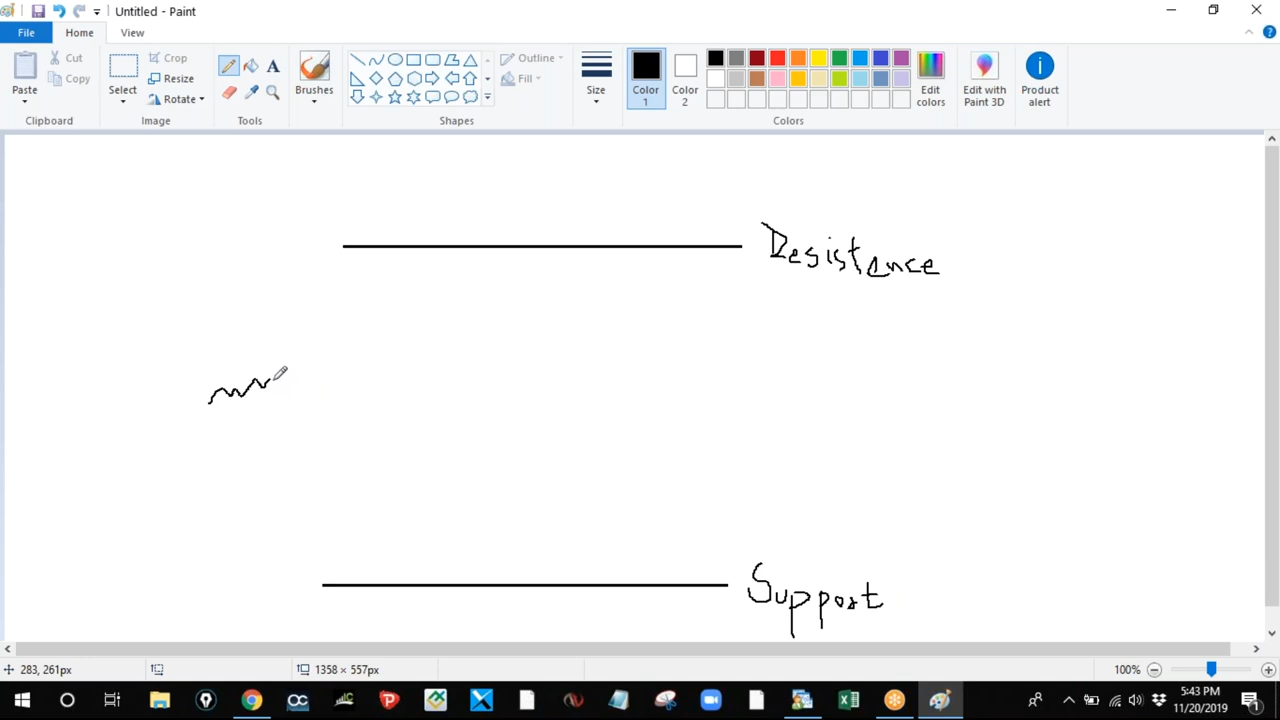 Untitled - Paint
File Home View
Paste Cut Copy Clipboard
Select Crop Resize Rotate Image
A Tools
Brushes
Shapes Outline Fill
Size
Color 1 Color 2 Colors
Edit colors
Edit with Paint 3D
Product alert
Resistance
Support
283, 261px 1358 × 557px 100%
5:43 PM
11/20/2019